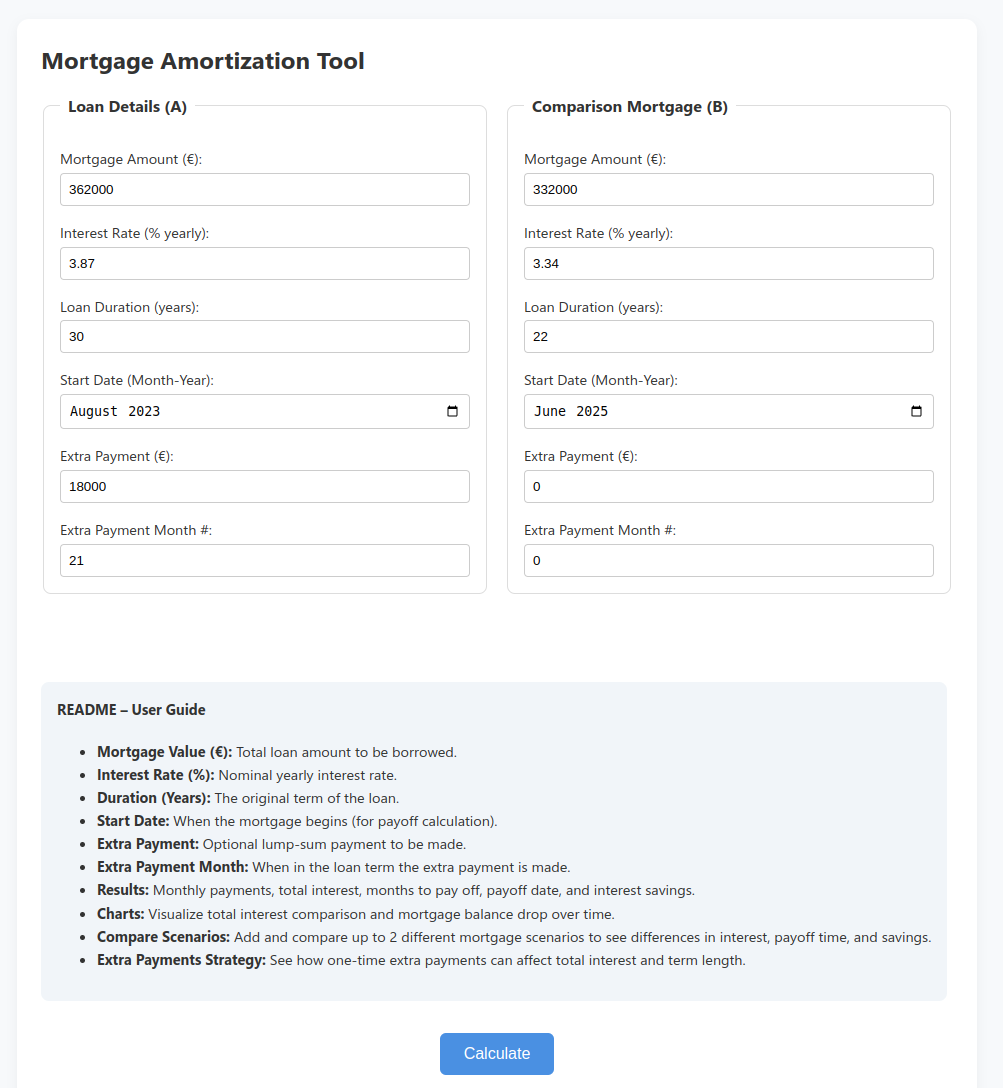 Mortgage Amortization Tool
Loan Details (A)
Mortgage Amount (€):
362000
Interest Rate (% yearly):
3.87
Loan Duration (years):
30
Start Date (Month-Year):
August 2023
Extra Payment (€):
18000
Extra Payment Month #:
21
Comparison Mortgage (B)
Mortgage Amount (€):
332000
Interest Rate (% yearly):
3.34
Loan Duration (years):
22
Start Date (Month-Year):
June 2025
Extra Payment (€):
0
Extra Payment Month #:
0
README – User Guide
Mortgage Value (€): Total loan amount to be borrowed.
Interest Rate (%): Nominal yearly interest rate.
Duration (Years): The original term of the loan.
Start Date: When the mortgage begins (for payoff calculation).
Extra Payment: Optional lump-sum payment to be made.
Extra Payment Month: When in the loan term the extra payment is made.
Results: Monthly payments, total interest, months to pay off, payoff date, and interest savings.
Charts: Visualize total interest comparison and mortgage balance drop over time.
Compare Scenarios: Add and compare up to 2 different mortgage scenarios to see differences in interest, payoff time, and savings.
Extra Payments Strategy: See how one-time extra payments can affect total interest and term length.
Calculate